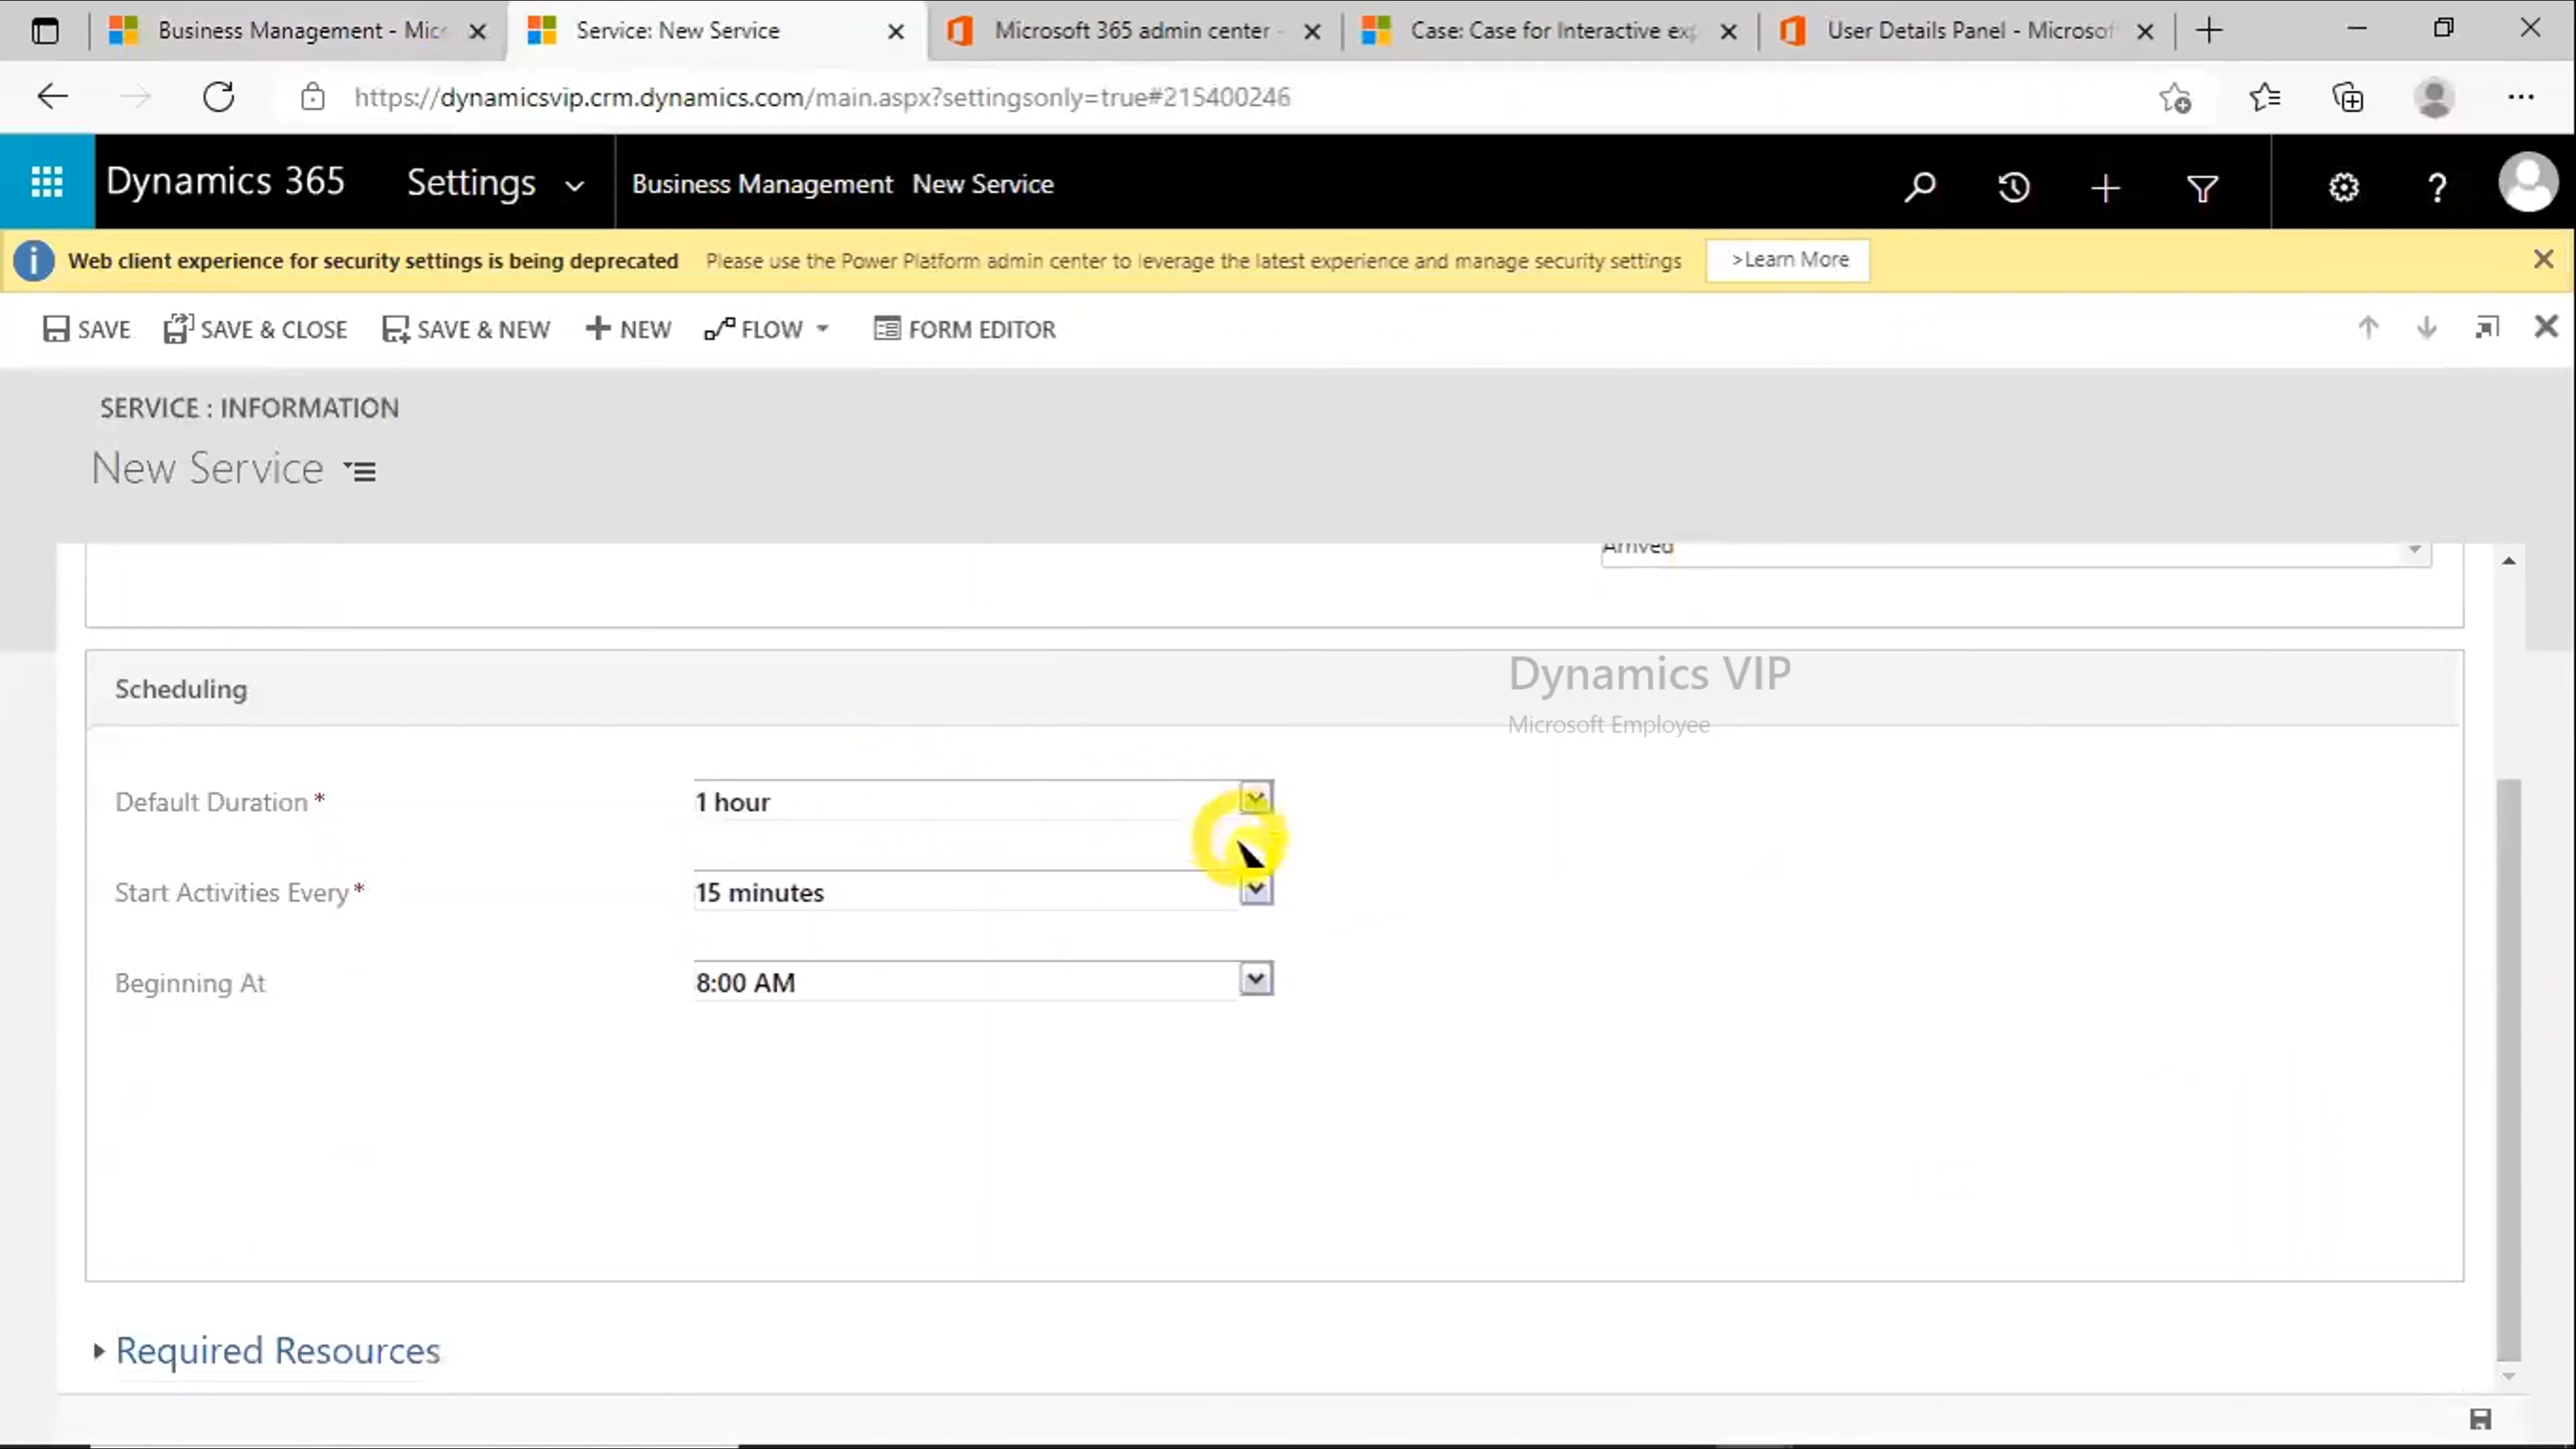 Business Management - Micr
Service: New Service
Microsoft 365 admin center -
Case: Case for Interactive exp
User Details Panel - Microsof
https://dynamicsvip.crm.dynamics.com/main.aspx?settingsonly=true#215400246
Dynamics 365 Settings Business Management New Service
Web client experience for security settings is being deprecated Please use the Power Platform admin center to leverage the latest experience and manage security settings >Learn More
SAVE SAVE & CLOSE SAVE & NEW NEW FLOW FORM EDITOR
SERVICE : INFORMATION
New Service
Arrived
Scheduling
Dynamics VIP
Microsoft Employee
Default Duration * 1 hour
Start Activities Every * 15 minutes
Beginning At 8:00 AM
Required Resources